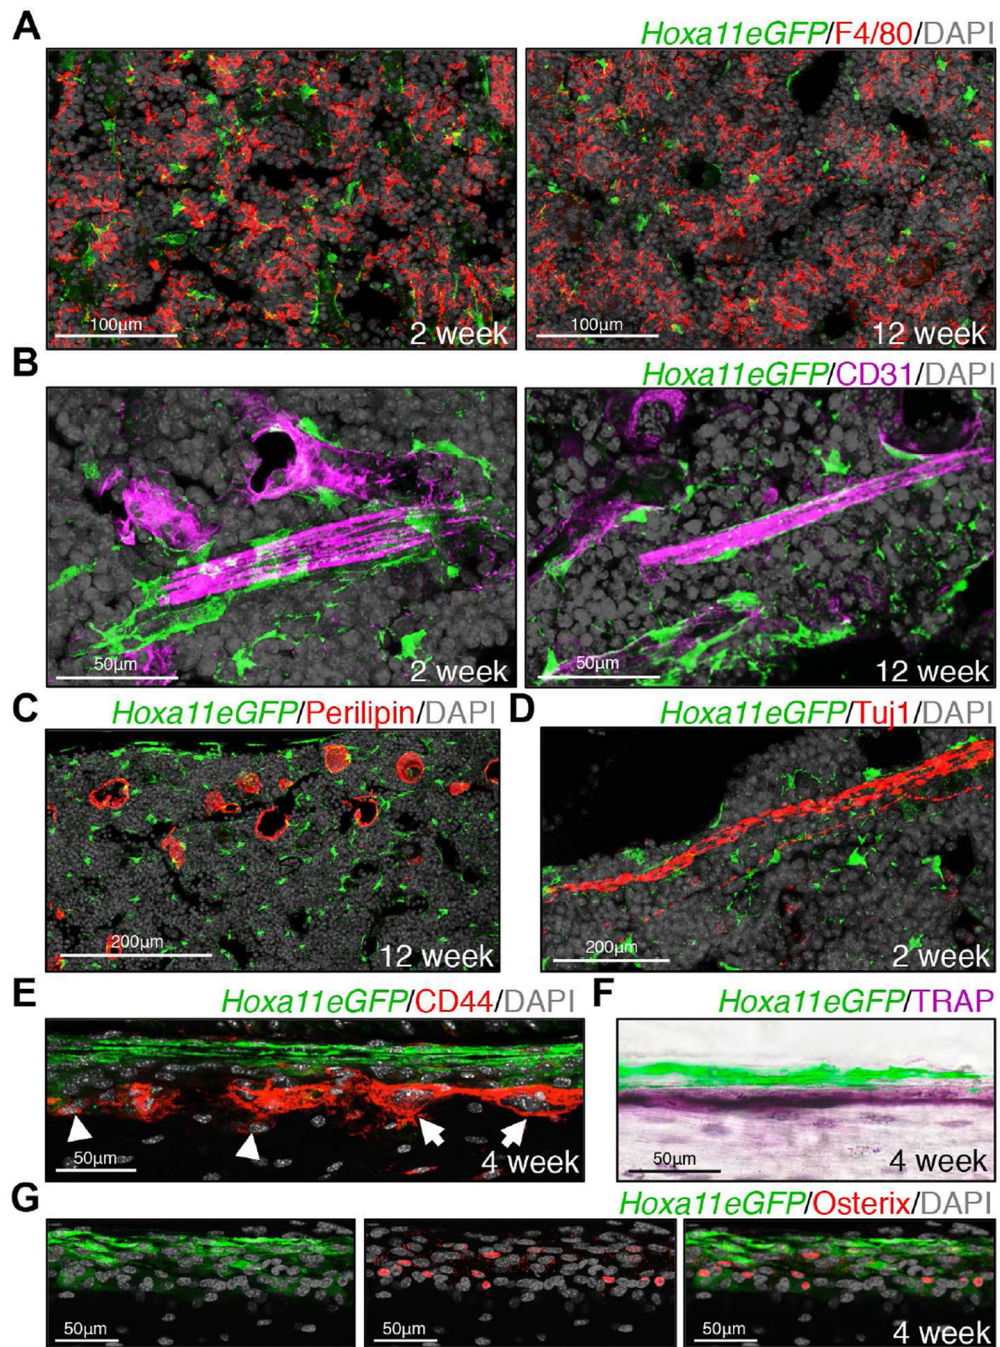 A
Hoxa11eGFP/F4/80/DAPI
100µm
2 week
100µm
12 week
B
Hoxa11eGFP/CD31/DAPI
50µm
2 week
50µm
12 week
C
Hoxa11eGFP/Perilipin/DAPI
200µm
12 week
D
Hoxa11eGFP/Tuj1/DAPI
200µm
2 week
E
Hoxa11eGFP/CD44/DAPI
50µm
4 week
F
Hoxa11eGFP/TRAP
50µm
4 week
G
Hoxa11eGFP/Osterix/DAPI
50µm
50µm
50µm
4 week